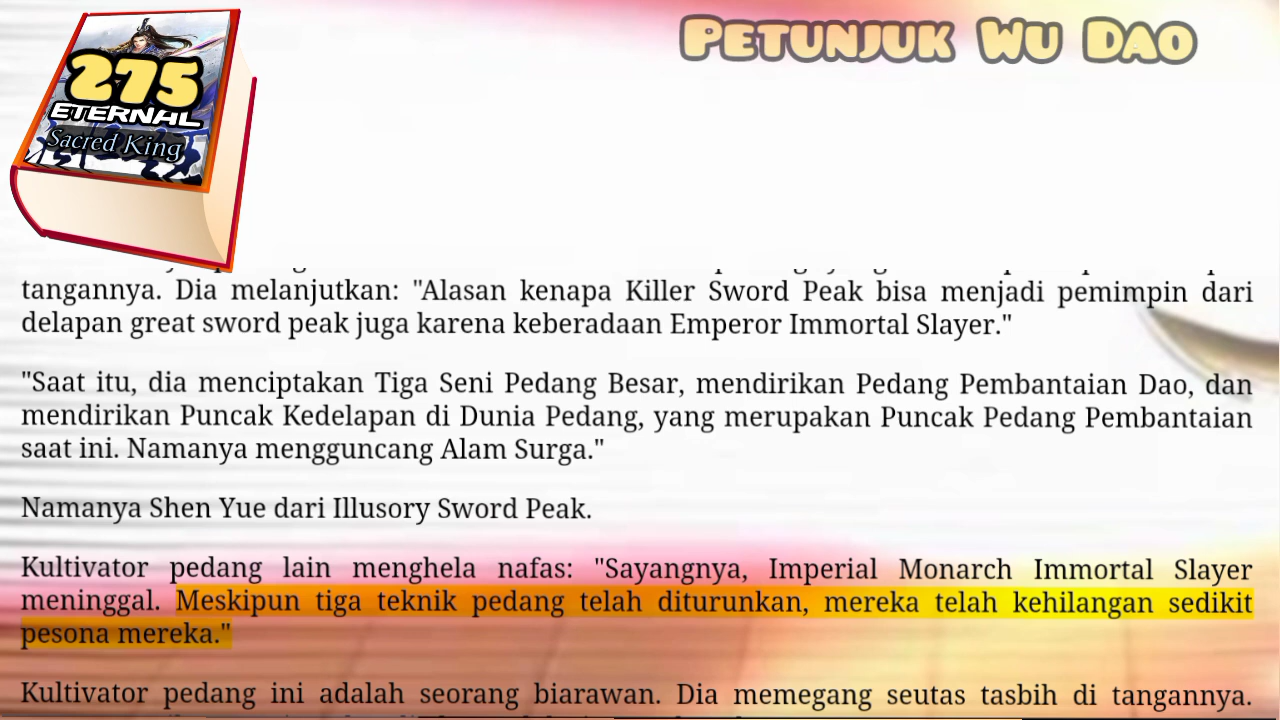 Petunjuk Wu Dao
275
ETERNAL
Sacred King
tangannya. Dia melanjutkan: "Alasan kenapa Killer Sword Peak bisa menjadi pemimpin dari
delapan great sword peak juga karena keberadaan Emperor Immortal Slayer."
"Saat itu, dia menciptakan Tiga Seni Pedang Besar, mendirikan Pedang Pembantaian Dao, dan
mendirikan Puncak Kedelapan di Dunia Pedang, yang merupakan Puncak Pedang Pembantaian
saat ini. Namanya mengguncang Alam Surga."
Namanya Shen Yue dari Illusory Sword Peak.
Kultivator pedang lain menghela nafas: "Sayangnya, Imperial Monarch Immortal Slayer
meninggal. Meskipun tiga teknik pedang telah diturunkan, mereka telah kehilangan sedikit
pesona mereka."
Kultivator pedang ini adalah seorang biarawan. Dia memegang seutas tasbih di tangannya.